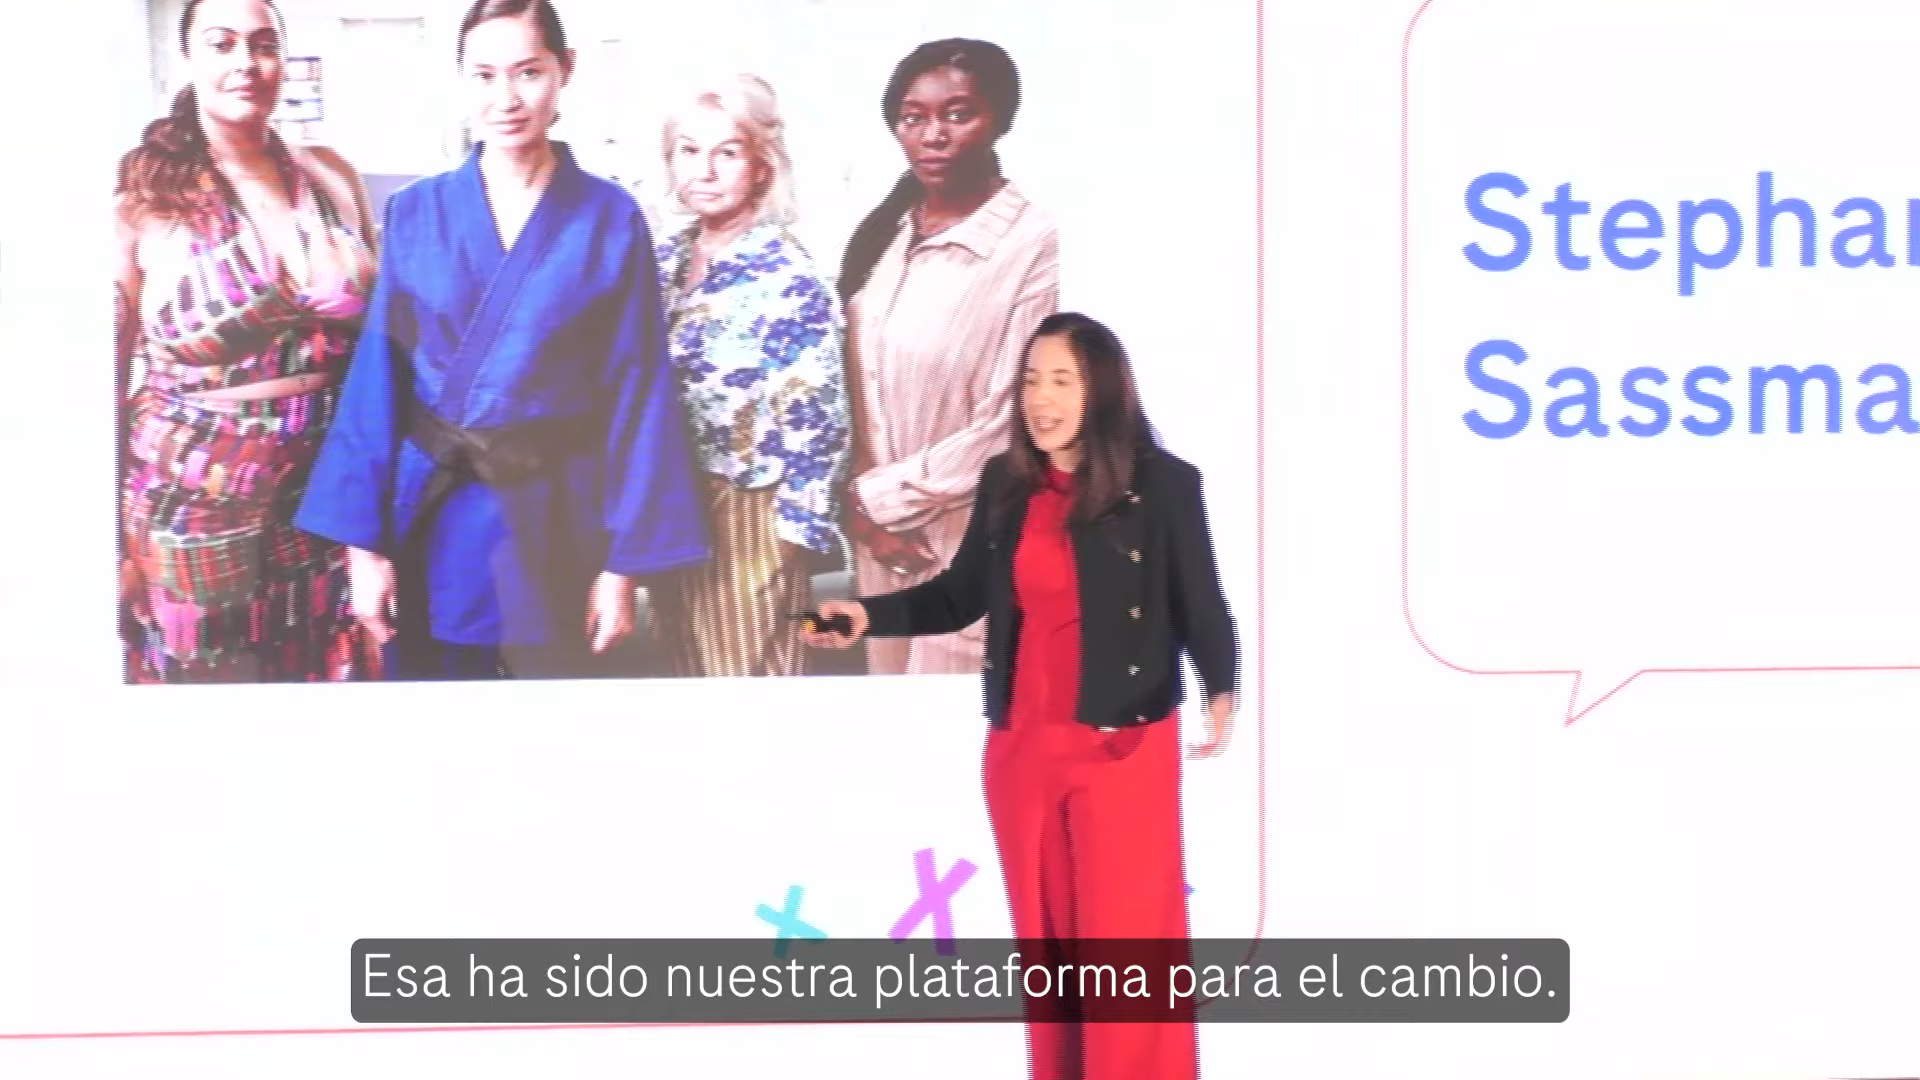 Stephan
Sassma
Esa ha sido nuestra plataforma para el cambio.